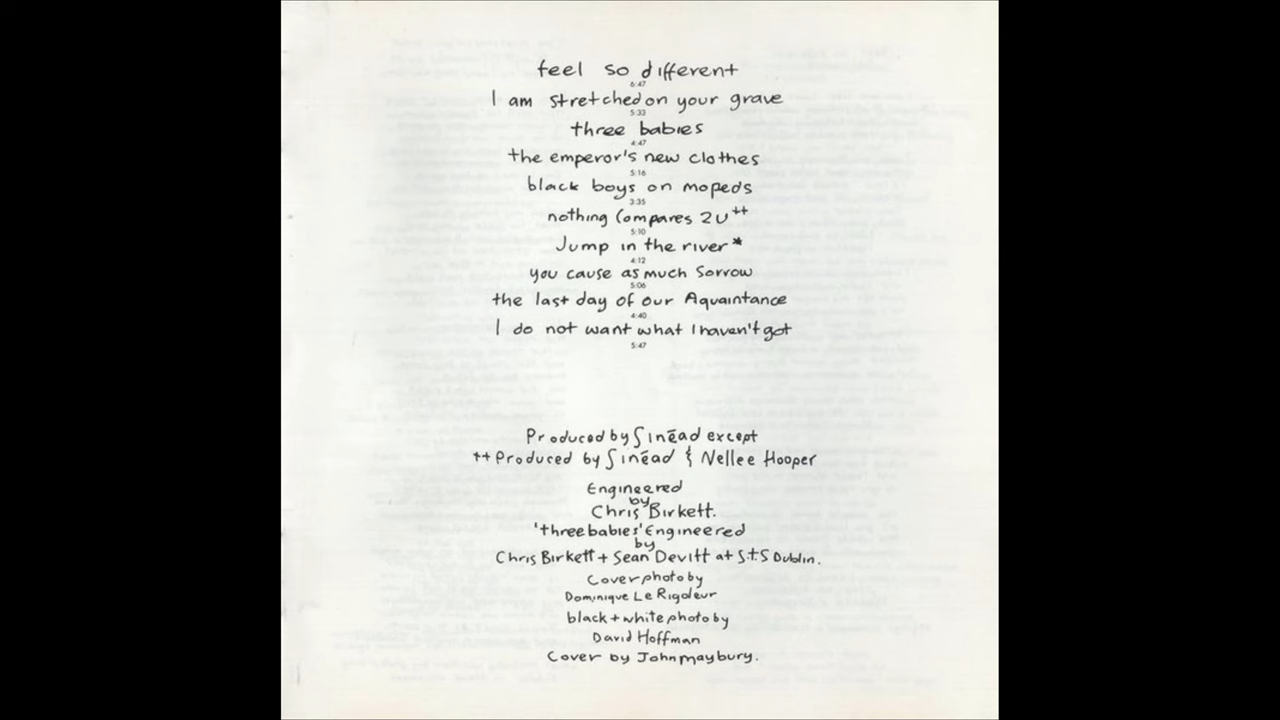 feel so different
6:47
I am stretched on your grave
5:33
three babies
4:47
the emperor's new clothes
5:16
black boys on mopeds
3:35
nothing Compares 2U++
5:10
Jump in the river*
4:12
you cause as much Sorrow
5:06
the last day of our Aquaintance
4:40
I do not want what I haven't got
5:47
Produced by Sinēad except
++Produced by Sinēad & Nellee Hooper
Engineered
by
Chris Birkett.
'three babies' Engineered
by
Chris Birkett + Sean Devitt at S.T.S Dublin.
Cover photo by
Dominique Le Rigoleur
black + white photo by
David Hoffman
Cover by John maybury.